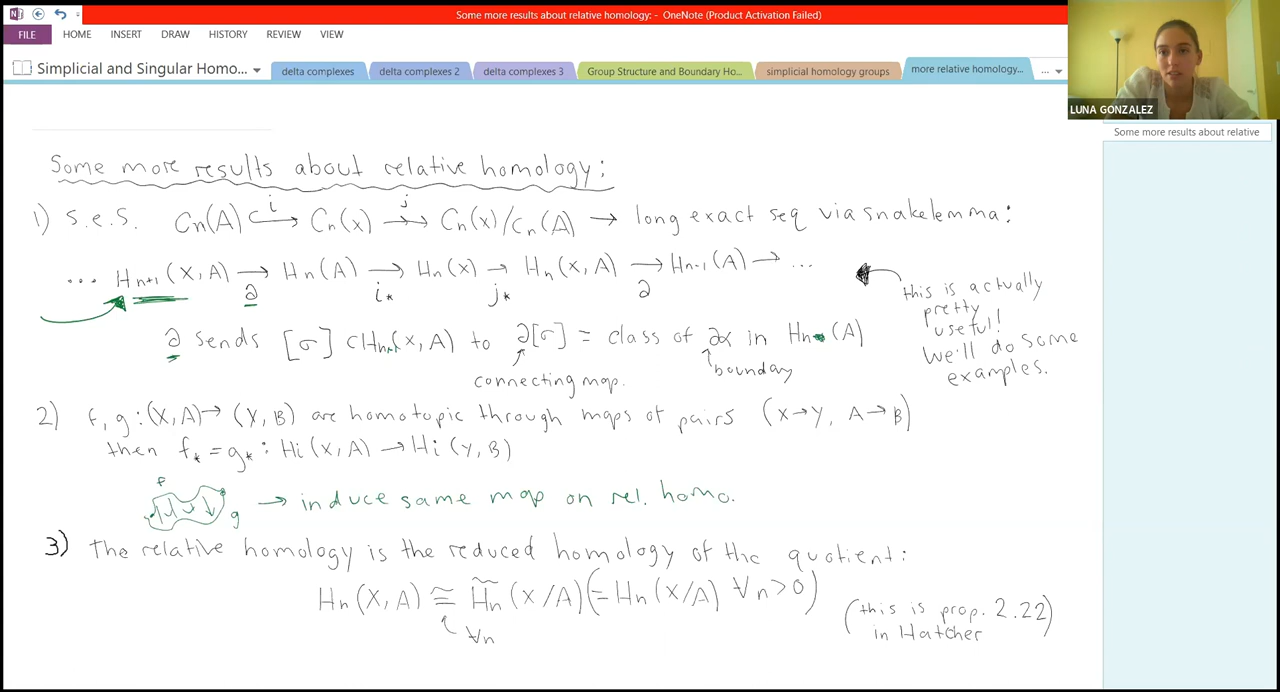 Some more results about relative homology: - OneNote (Product Activation Failed)
FILE HOME INSERT DRAW HISTORY REVIEW VIEW
Simplicial and Singular Homo... delta complexes delta complexes 2 delta complexes 3 Group Structure and Boundary Ho... simplicial homology groups more relative homology... ...
LUNA GONZALEZ
Some more results about relative
Some more results about relative homology:
1) s.e.s. Cn(A) ↪ i Cn(x) ↠ j Cn(x)/Cn(A) → long exact seq via snake lemma:
... Hn+1(X,A) →∂ Hn(A) →i* Hn(x) →j* Hn(X,A) →∂ Hn-1(A) → ...
this is actually
pretty
useful!
We'll do some
examples.
∂ sends [σ] ⊂ Hn+1(X,A) to ∂[σ] = class of ∂α in Hn(A)
connecting map.
boundary
2) f,g:(X,A)→(Y,B) are homotopic through maps of pairs (X→Y, A→B)
then f* = g*: Hi(X,A) → Hi(Y,B)
f
g
→ induce same map on rel. homo.
3) The relative homology is the reduced homology of the quotient:
Hn(X,A) ≅ H̃n(X/A) (= Hn(X/A) ∀n>0)
∀n
(this is prop. 2.22
in Hatcher)